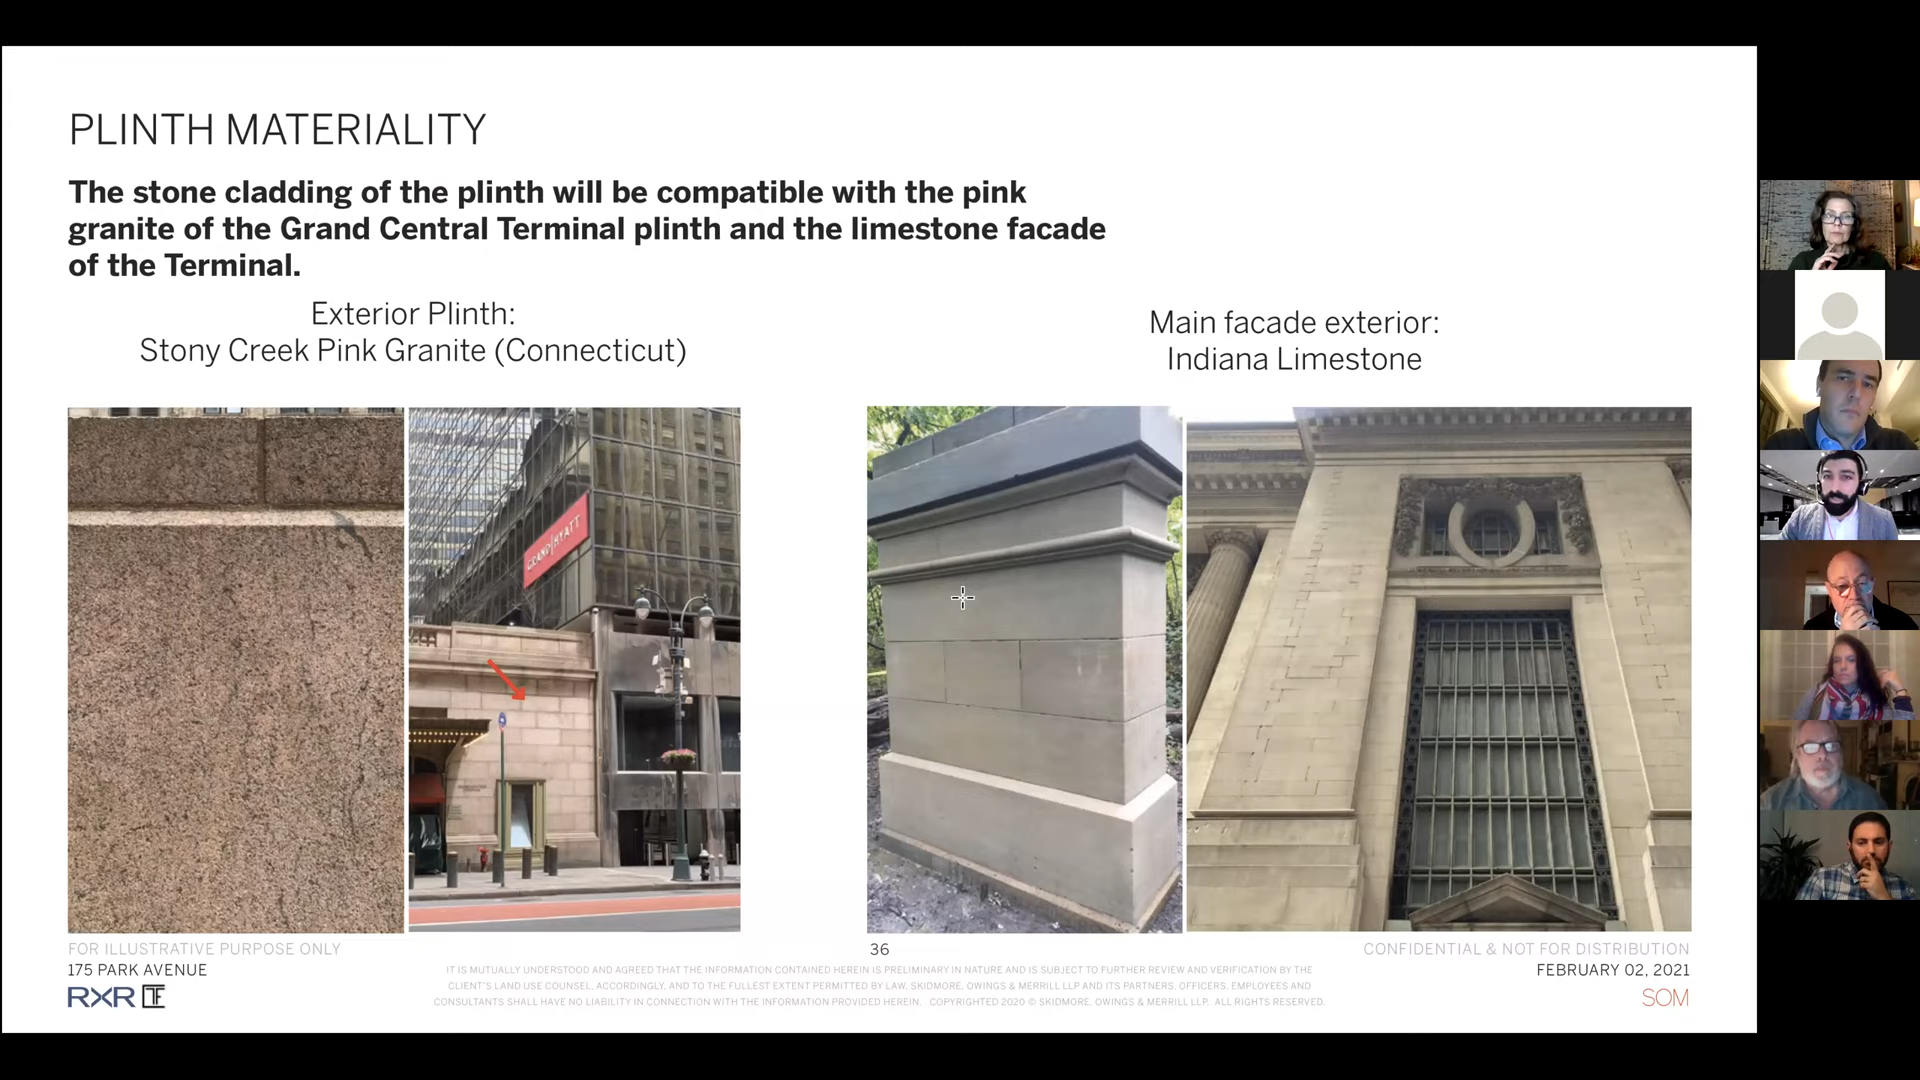 PLINTH MATERIALITY
The stone cladding of the plinth will be compatible with the pink
granite of the Grand Central Terminal plinth and the limestone facade
of the Terminal.
Exterior Plinth:
Stony Creek Pink Granite (Connecticut)
Main facade exterior:
Indiana Limestone
GRAND HYATT
FOR ILLUSTRATIVE PURPOSE ONLY
175 PARK AVENUE
RXR TF
36
IT IS MUTUALLY UNDERSTOOD AND AGREED THAT THE INFORMATION CONTAINED HEREIN IS PRELIMINARY IN NATURE AND IS SUBJECT TO FURTHER REVIEW AND VERIFICATION BY THE
CLIENT'S LAND USE COUNSEL, ACCORDINGLY, AND TO THE FULLEST EXTENT PERMITTED BY LAW, SKIDMORE, OWINGS & MERRILL LLP AND ITS PARTNERS, OFFICERS, EMPLOYEES AND
CONSULTANTS SHALL HAVE NO LIABILITY IN CONNECTION WITH THE INFORMATION PROVIDED HEREIN. COPYRIGHTED 2020 © SKIDMORE, OWINGS & MERRILL LLP. ALL RIGHTS RESERVED.
CONFIDENTIAL & NOT FOR DISTRIBUTION
FEBRUARY 02, 2021
SOM